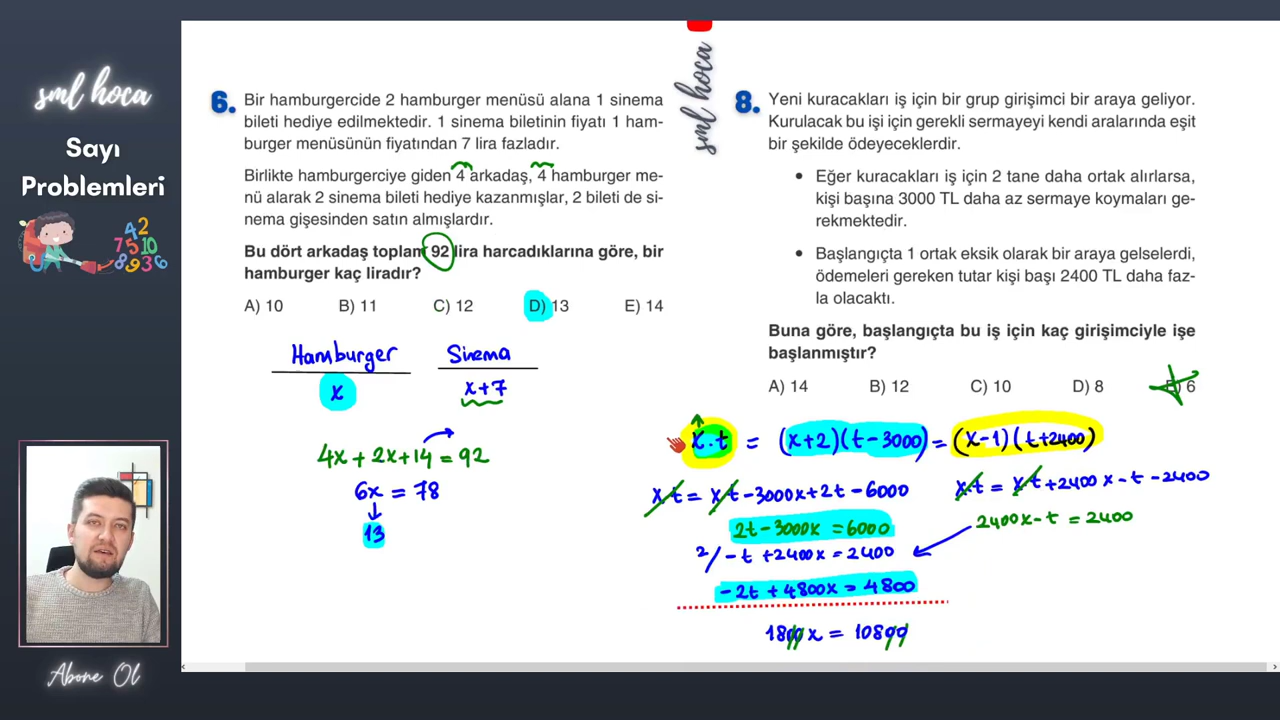 sml hoca
Sayı
Problemleri
42
7510
8936
Abone Ol
6.
Bir hamburgercide 2 hamburger menüsü alana 1 sinema
bileti hediye edilmektedir. 1 sinema biletinin fiyatı 1 ham-
burger menüsünün fiyatından 7 lira fazladır.
Birlikte hamburgerciye giden 4 arkadaş, 4 hamburger me-
nü alarak 2 sinema bileti hediye kazanmışlar, 2 bileti de si-
nema gişesinden satın almışlardır.
Bu dört arkadaş toplam 92 lira harcadıklarına göre, bir
hamburger kaç liradır?
A) 10 B) 11 C) 12 D) 13 E) 14
Hamburger Sinema
x x+7
4x + 2x + 14 = 92
6x = 78
13
sml hoca
8.
Yeni kuracakları iş için bir grup girişimci bir araya geliyor.
Kurulacak bu işi için gerekli sermayeyi kendi aralarında eşit
bir şekilde ödeyeceklerdir.
• Eğer kuracakları iş için 2 tane daha ortak alırlarsa,
kişi başına 3000 TL daha az sermaye koymaları ge-
rekmektedir.
• Başlangıçta 1 ortak eksik olarak bir araya gelselerdi,
ödemeleri gereken tutar kişi başı 2400 TL daha faz-
la olacaktı.
Buna göre, başlangıçta bu iş için kaç girişimciyle işe
başlanmıştır?
A) 14 B) 12 C) 10 D) 8 E) 6
x.t = (x+2)(t-3000) = (x-1)(t+2400)
x.t = x.t - 3000x + 2t - 6000
x.t = x.t + 2400x - t - 2400
2t - 3000x = 6000
2400x - t = 2400
2/ -t + 2400x = 2400
-2t + 4800x = 4800
1800x = 10800